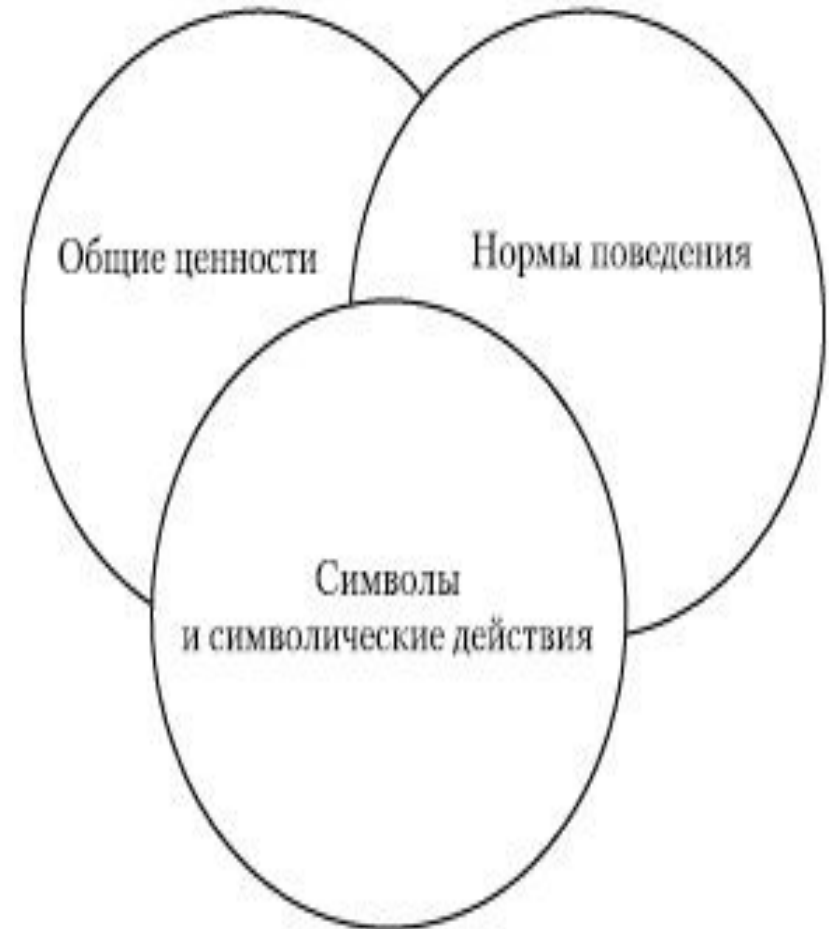 Общие ценности
Нормы поведения
Символы
и символические действия